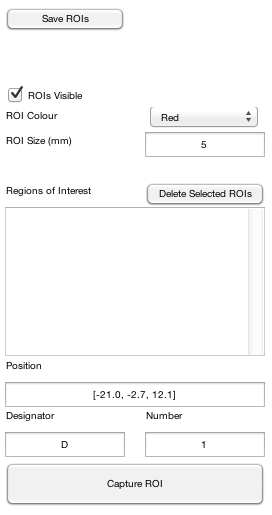 Save ROIs
ROIs Visible
ROI Colour Red
ROI Size (mm) 5
Regions of Interest Delete Selected ROIs
Position
[-21.0, -2.7, 12.1]
Designator Number
D 1
Capture ROI